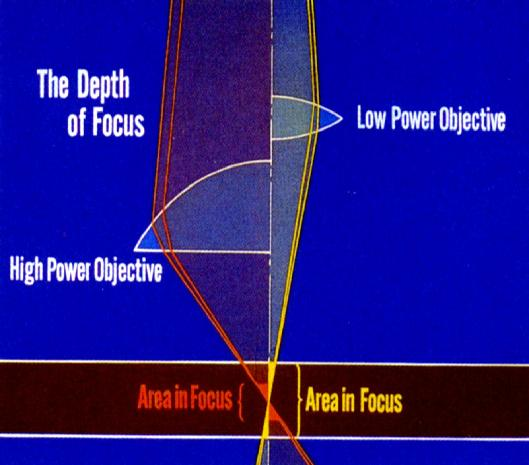 The Depth
of Focus
Low Power Objective
High Power Objective
Area in Focus
Area in Focus